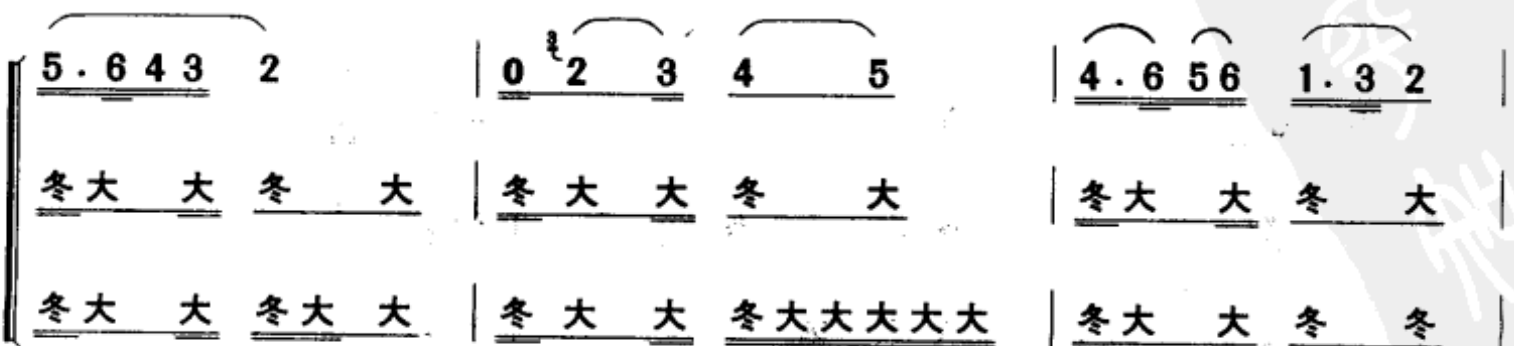 5 . 6 4 3 2 | 0 3 2 3 4 5 | 4 . 6 5 6 1 . 3 2 |
冬 大 大 冬 大 | 冬 大 大 冬 大 | 冬 大 大 冬 大 |
冬 大 大 冬 大 大 | 冬 大 大 冬 大 大 大 大 大 | 冬 大 大 冬 冬